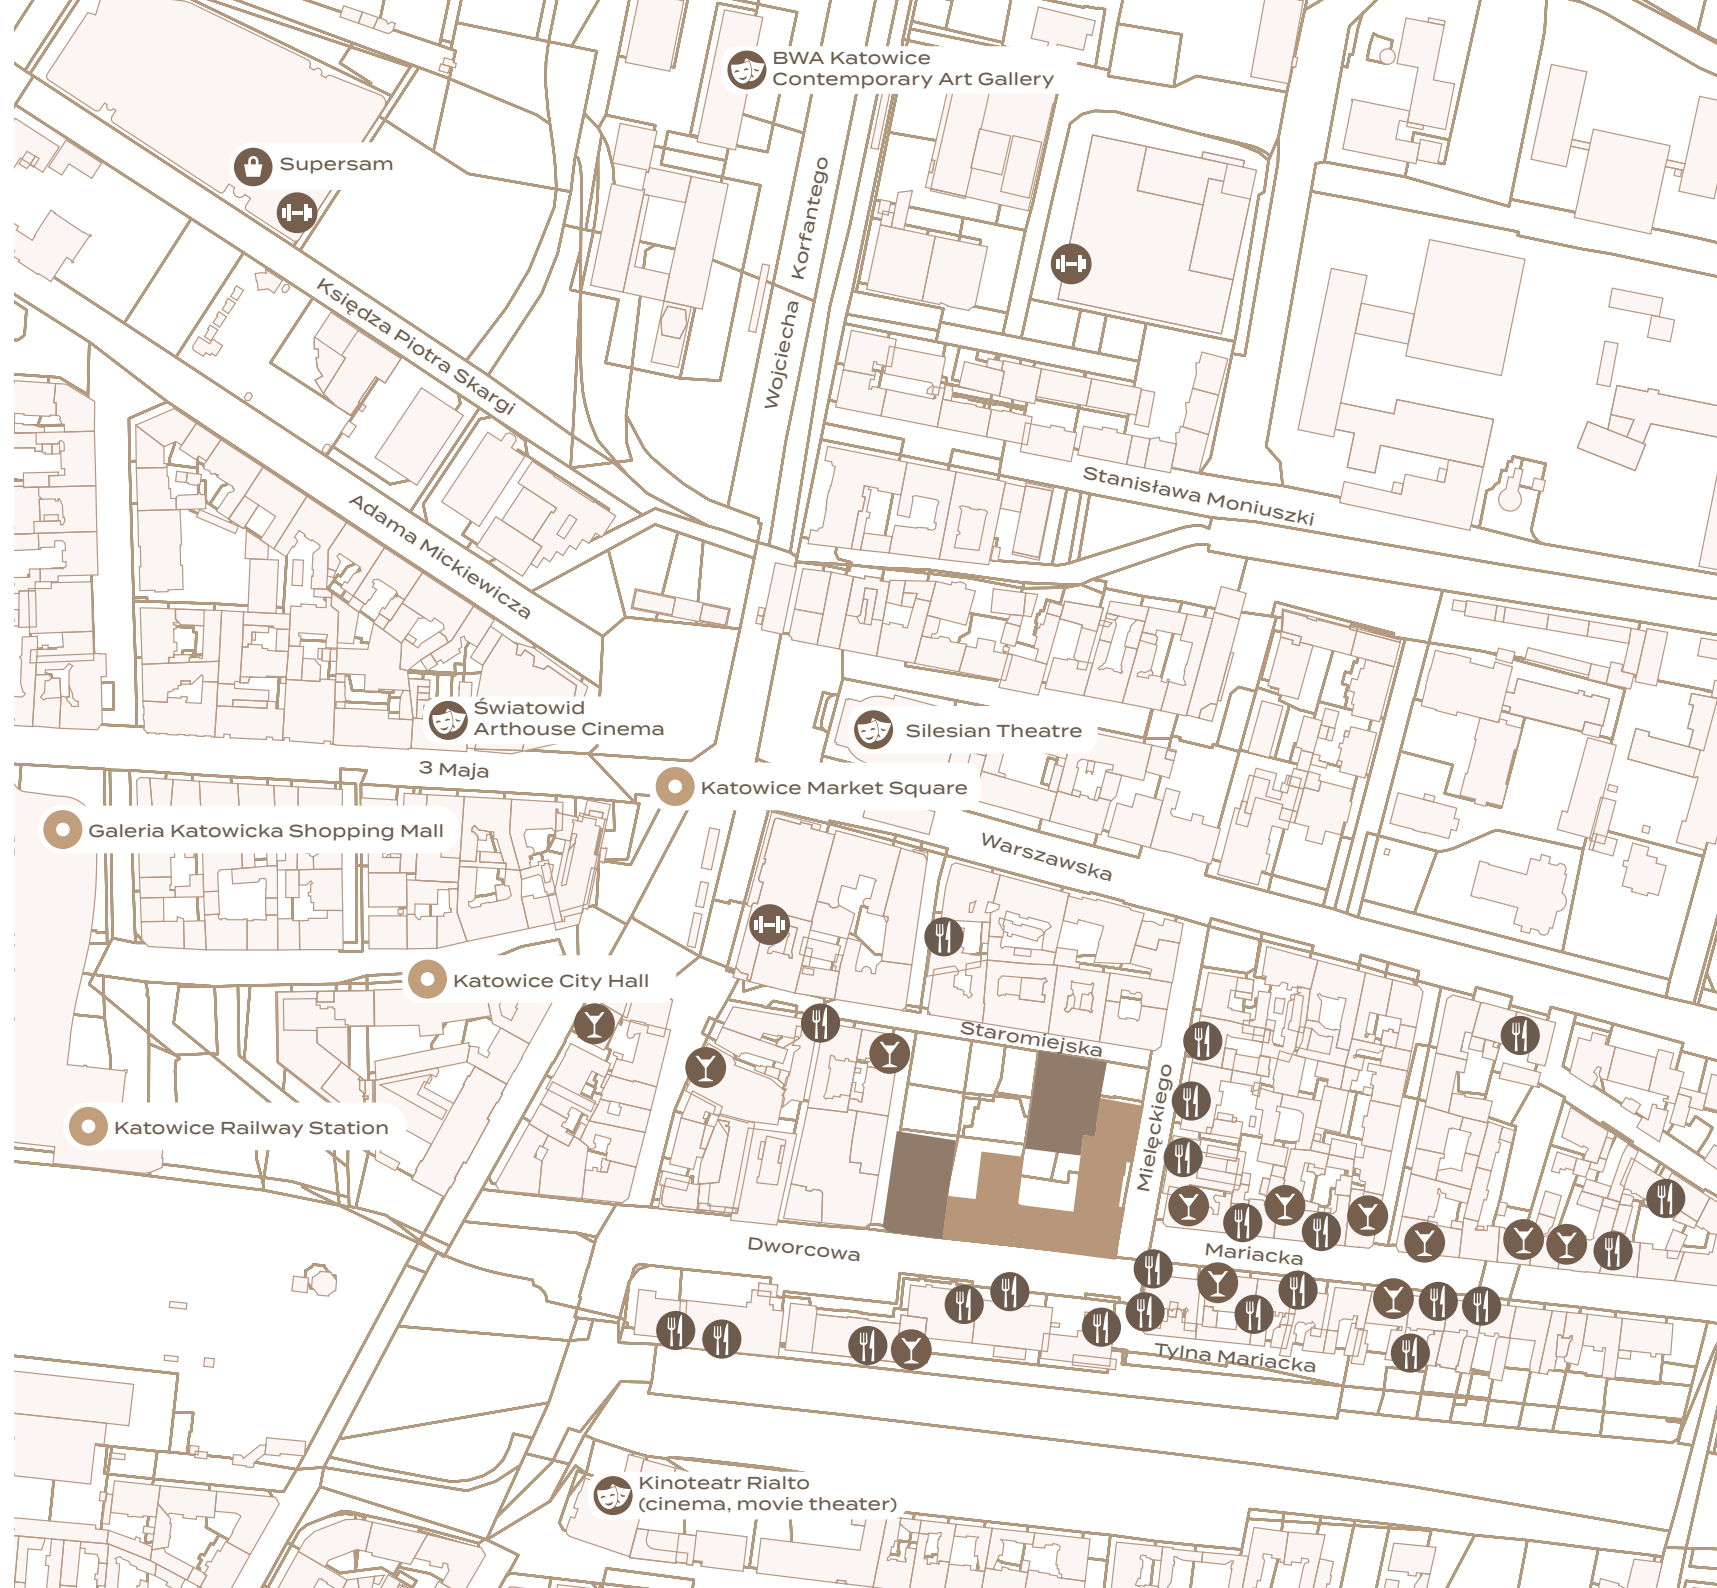 BWA Katowice
Contemporary Art Gallery
Supersam
Wojciecha Korfantego
Księdza Piotra Skargi
Stanisława Moniuszki
Adama Mickiewicza
Światowid
Arthouse Cinema
Silesian Theatre
3 Maja
Katowice Market Square
Galeria Katowicka Shopping Mall
Warszawska
Katowice City Hall
Staromiejska
Mielęckiego
Katowice Railway Station
Dworcowa
Mariacka
Tylna Mariacka
Kinoteatr Rialto
(cinema, movie theater)